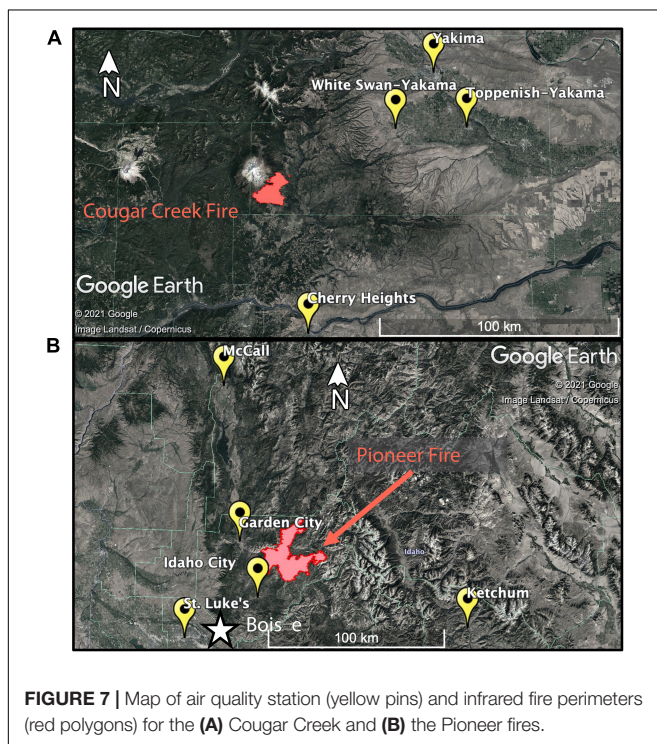 A
N
Yakima
White Swan-Yakama
Toppenish-Yakama
Cougar Creek Fire
Google Earth
© 2021 Google
Image Landsat / Copernicus
Cherry Heights
100 km
B
McCall
N
Google Earth
© 2021 Google
Image Landsat / Copernicus
Pioneer Fire
Garden City
Idaho
Idaho City
St. Luke's
Ketchum
Bois e
100 km
FIGURE 7 | Map of air quality station (yellow pins) and infrared fire perimeters
(red polygons) for the (A) Cougar Creek and (B) the Pioneer fires.